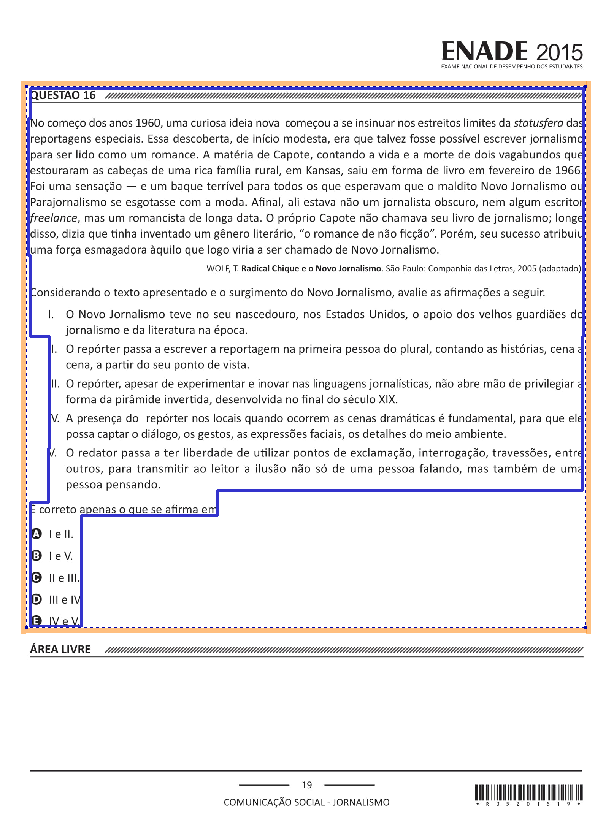 ENADE 2015
EXAME NACIONAL DE DESEMPENHO DOS ESTUDANTES
QUESTÃO 16
No começo dos anos 1960, uma curiosa ideia nova começou a se insinuar nos estreitos limites da statusfera das
reportagens especiais. Essa descoberta, de início modesta, era que talvez fosse possível escrever jornalismo
para ser lido como um romance. A matéria de Capote, contando a vida e a morte de dois vagabundos que
estouraram as cabeças de uma rica família rural, em Kansas, saiu em forma de livro em fevereiro de 1966.
Foi uma sensação — e um baque terrível para todos os que esperavam que o maldito Novo Jornalismo ou
Parajornalismo se esgotasse com a moda. Afinal, ali estava não um jornalista obscuro, nem algum escritor
freelance, mas um romancista de longa data. O próprio Capote não chamava seu livro de jornalismo; longe
disso, dizia que tinha inventado um gênero literário, “o romance de não ficção”. Porém, seu sucesso atribuiu
uma força esmagadora àquilo que logo viria a ser chamado de Novo Jornalismo.
WOLF, T. Radical Chique e o Novo Jornalismo. São Paulo: Companhia das Letras, 2005 (adaptado).
Considerando o texto apresentado e o surgimento do Novo Jornalismo, avalie as afirmações a seguir.
I. O Novo Jornalismo teve no seu nascedouro, nos Estados Unidos, o apoio dos velhos guardiães do
jornalismo e da literatura na época.
II. O repórter passa a escrever a reportagem na primeira pessoa do plural, contando as histórias, cena a
cena, a partir do seu ponto de vista.
III. O repórter, apesar de experimentar e inovar nas linguagens jornalísticas, não abre mão de privilegiar a
forma da pirâmide invertida, desenvolvida no final do século XIX.
IV. A presença do repórter nos locais quando ocorrem as cenas dramáticas é fundamental, para que ele
possa captar o diálogo, os gestos, as expressões faciais, os detalhes do meio ambiente.
V. O redator passa a ter liberdade de utilizar pontos de exclamação, interrogação, travessões, entre
outros, para transmitir ao leitor a ilusão não só de uma pessoa falando, mas também de uma
pessoa pensando.
É correto apenas o que se afirma em
A I e II.
B I e V.
C II e III.
D III e IV.
E IV e V.
ÁREA LIVRE
19
COMUNICAÇÃO SOCIAL - JORNALISMO
*R35201519*